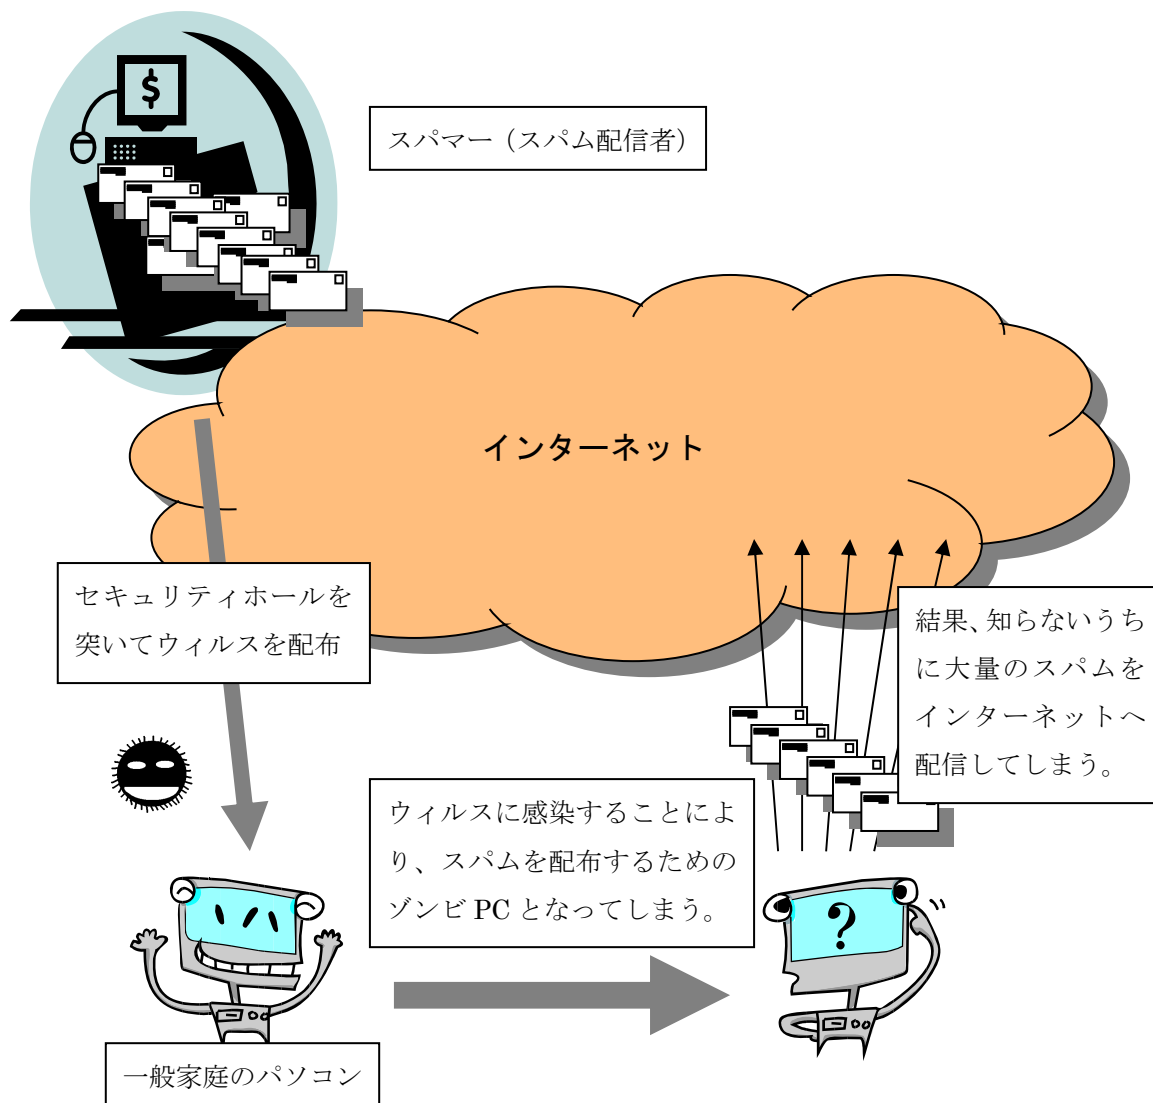 $
スパマー（スパム配信者）
インターネット
セキュリティホールを
突いてウィルスを配布
結果、知らないうち
に大量のスパムを
インターネットへ
配信してしまう。
ウィルスに感染することによ
り、スパムを配布するための
ゾンビ PC となってしまう。
?
一般家庭のパソコン